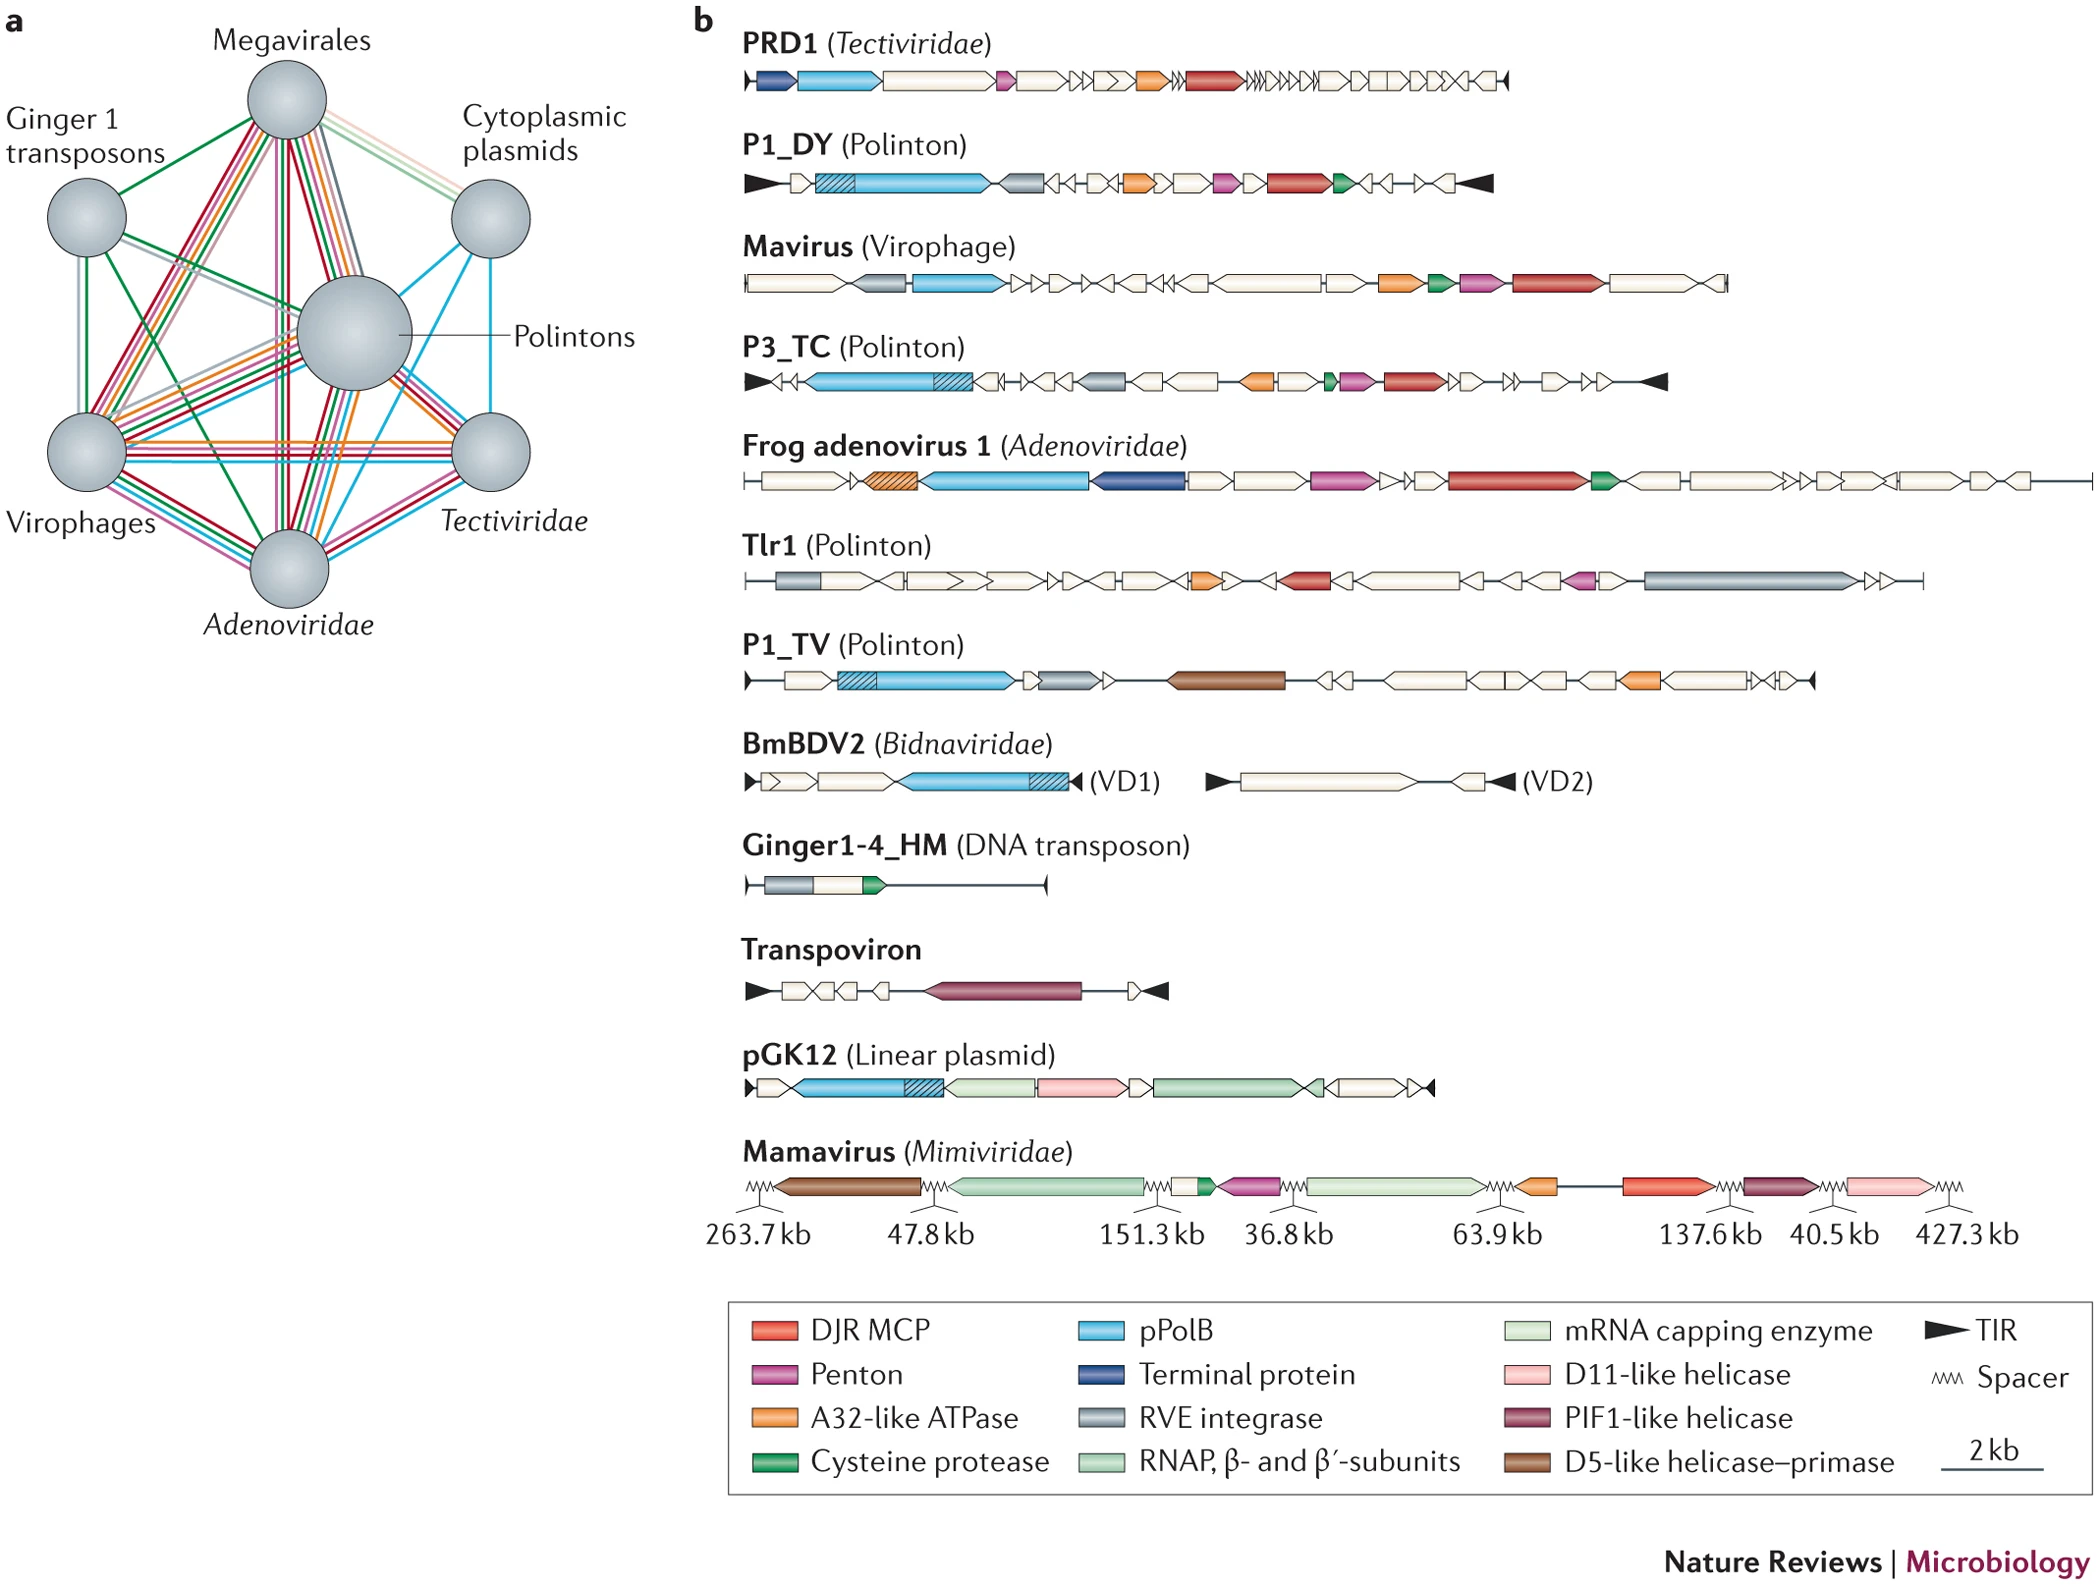 a
Megavirales
Ginger 1
transposons
Cytoplasmic
plasmids
Polintons
Virophages
Tectiviridae
Adenoviridae
b
PRD1 (Tectiviridae)
P1_DY (Polinton)
Mavirus (Virophage)
P3_TC (Polinton)
Frog adenovirus 1 (Adenoviridae)
Tlr1 (Polinton)
P1_TV (Polinton)
BmBDV2 (Bidnaviridae)
(VD1)
(VD2)
Ginger1-4_HM (DNA transposon)
Transpoviron
pGK12 (Linear plasmid)
Mamavirus (Mimiviridae)
263.7 kb
47.8 kb
151.3 kb
36.8 kb
63.9 kb
137.6 kb
40.5 kb
427.3 kb
DJR MCP
Penton
A32-like ATPase
Cysteine protease
pPolB
Terminal protein
RVE integrase
RNAP, β- and β′-subunits
mRNA capping enzyme
D11-like helicase
PIF1-like helicase
D5-like helicase–primase
TIR
Spacer
2 kb
Nature Reviews | Microbiology